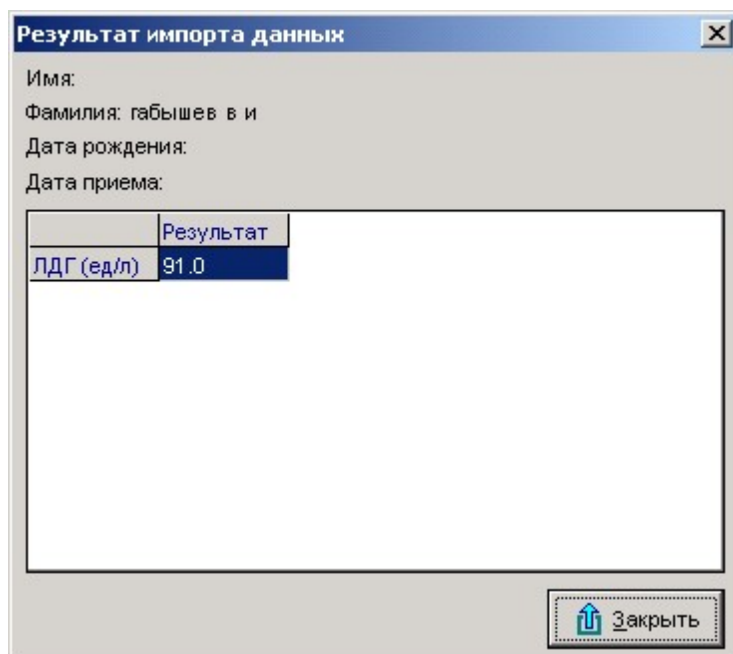 Результат импорта данных
Имя:
Фамилия: габышев в и
Дата рождения:
Дата приема:
Результат
ЛДГ (ед/л) 91.0
Закрыть